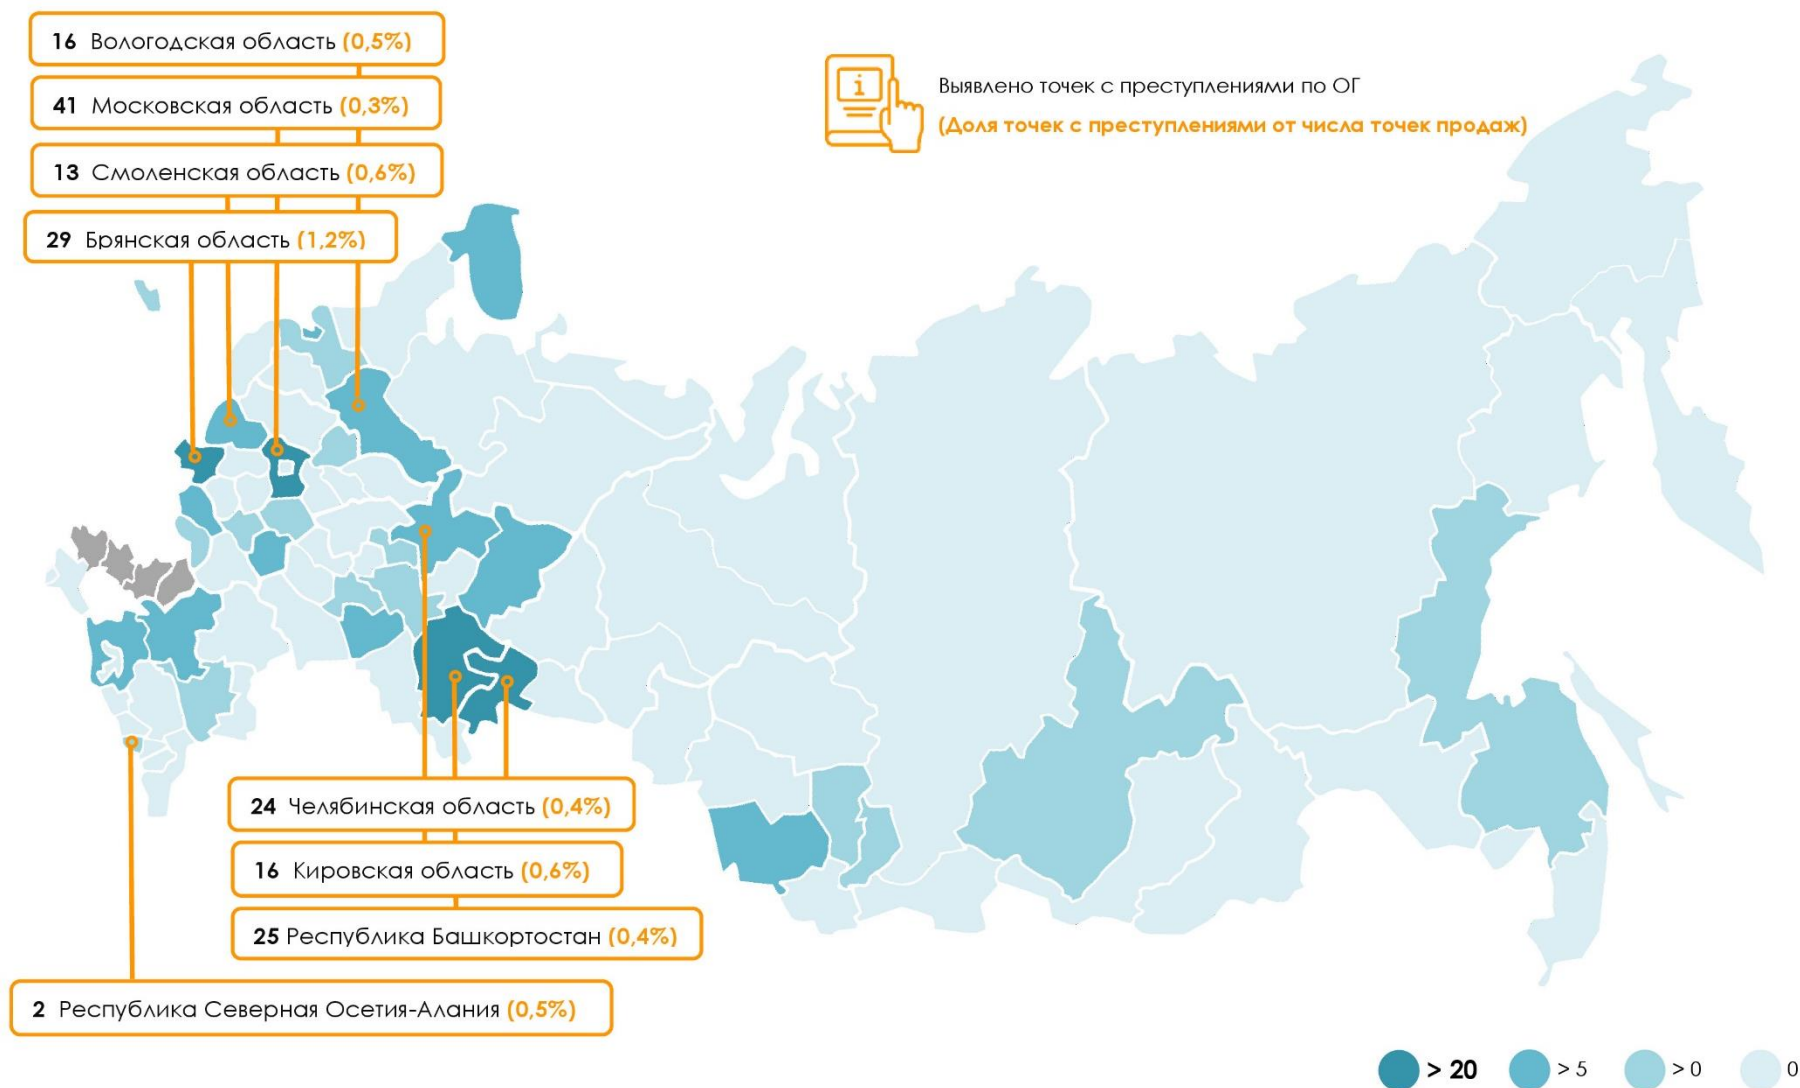 16 Вологодская область (0,5%)
41 Московская область (0,3%)
13 Смоленская область (0,6%)
29 Брянская область (1,2%)
i
Выявлено точек с преступлениями по ОГ
(Доля точек с преступлениями от числа точек продаж)
24 Челябинская область (0,4%)
16 Кировская область (0,6%)
25 Республика Башкортостан (0,4%)
2 Республика Северная Осетия-Алания (0,5%)
> 20 > 5 > 0 0